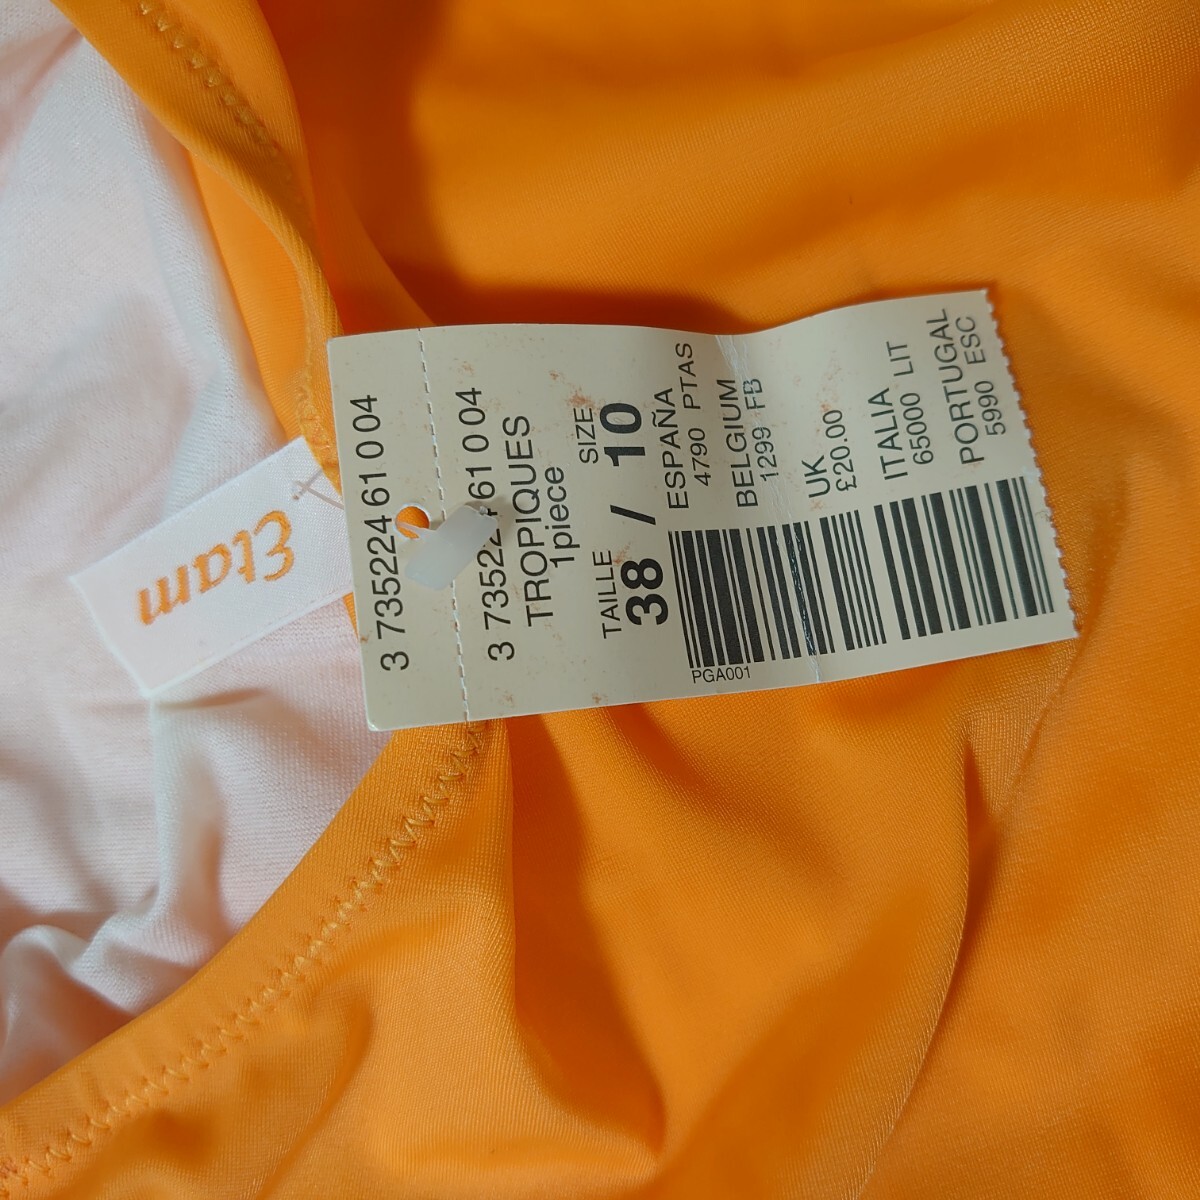 Etam
3 735224 61 0 04
3 735224 61 0 04
TROPIQUES
1piece
TAILLE SIZE
38 / 10
ESPAÑA
4790 PTAS
BELGIUM
1299 FB
UK
£20.00
ITALIA
65000 LIT
PORTUGAL
5990 ESC
PGA001